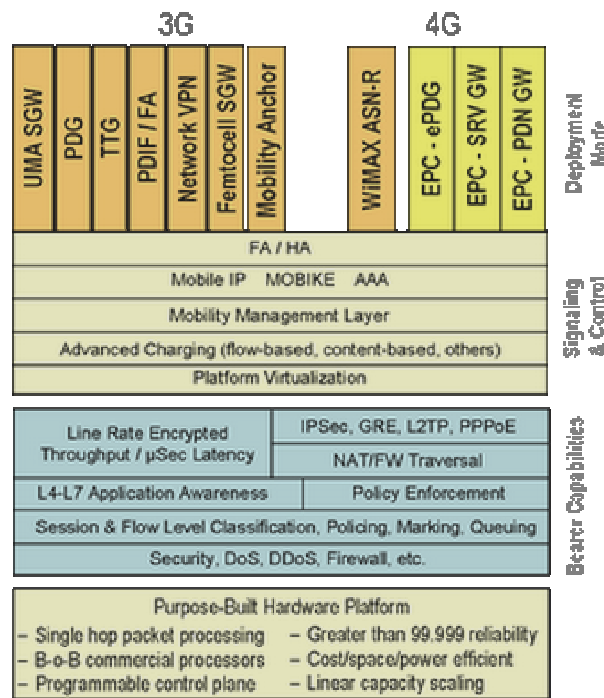 3G
4G
UMA SGW
PDG
TTG
PDIF / FA
Network VPN
Femtocell SGW
Mobility Anchor
WiMAX ASN-R
EPC - ePDG
EPC - SRV GW
EPC - PDN GW
Deployment
Mode
FA / HA
Mobile IP MOBIKE AAA
Mobility Management Layer
Advanced Charging (flow-based, content-based, others)
Platform Virtualization
Signaling
& Control
Line Rate Encrypted
Throughput / µSec Latency
IPSec, GRE, L2TP, PPPoE
NAT/FW Traversal
L4-L7 Application Awareness
Policy Enforcement
Session & Flow Level Classification, Policing, Marking, Queuing
Security, DoS, DDoS, Firewall, etc.
Bearer Capabilities
Purpose-Built Hardware Platform
– Single hop packet processing
– B-o-B commercial processors
– Programmable control plane
– Greater than 99.999 reliability
– Cost/space/power efficient
– Linear capacity scaling